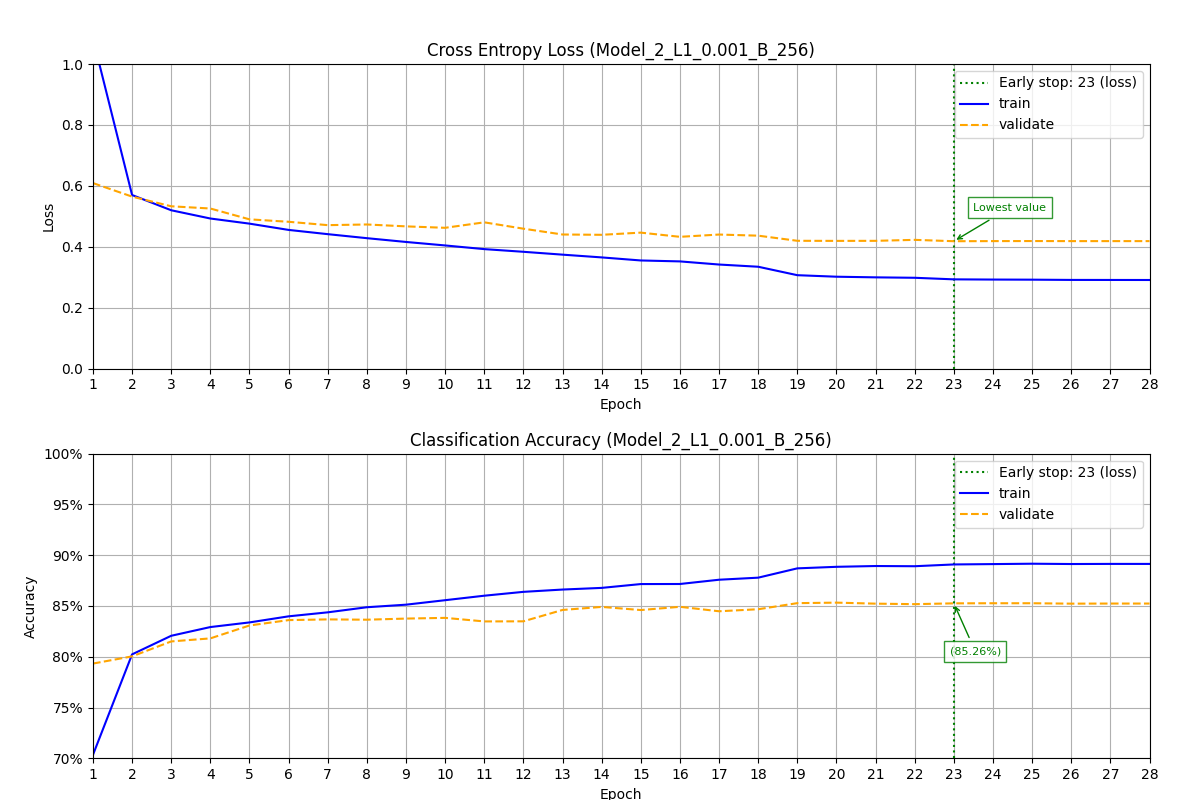 Cross Entropy Loss (Model_2_L1_0.001_B_256)
1.0
0.8
0.6
0.4
0.2
0.0
Loss
Early stop: 23 (loss)
train
validate
Lowest value
1 2 3 4 5 6 7 8 9 10 11 12 13 14 15 16 17 18 19 20 21 22 23 24 25 26 27 28
Epoch
Classification Accuracy (Model_2_L1_0.001_B_256)
100%
95%
90%
85%
80%
75%
70%
Accuracy
Early stop: 23 (loss)
train
validate
(85.26%)
1 2 3 4 5 6 7 8 9 10 11 12 13 14 15 16 17 18 19 20 21 22 23 24 25 26 27 28
Epoch